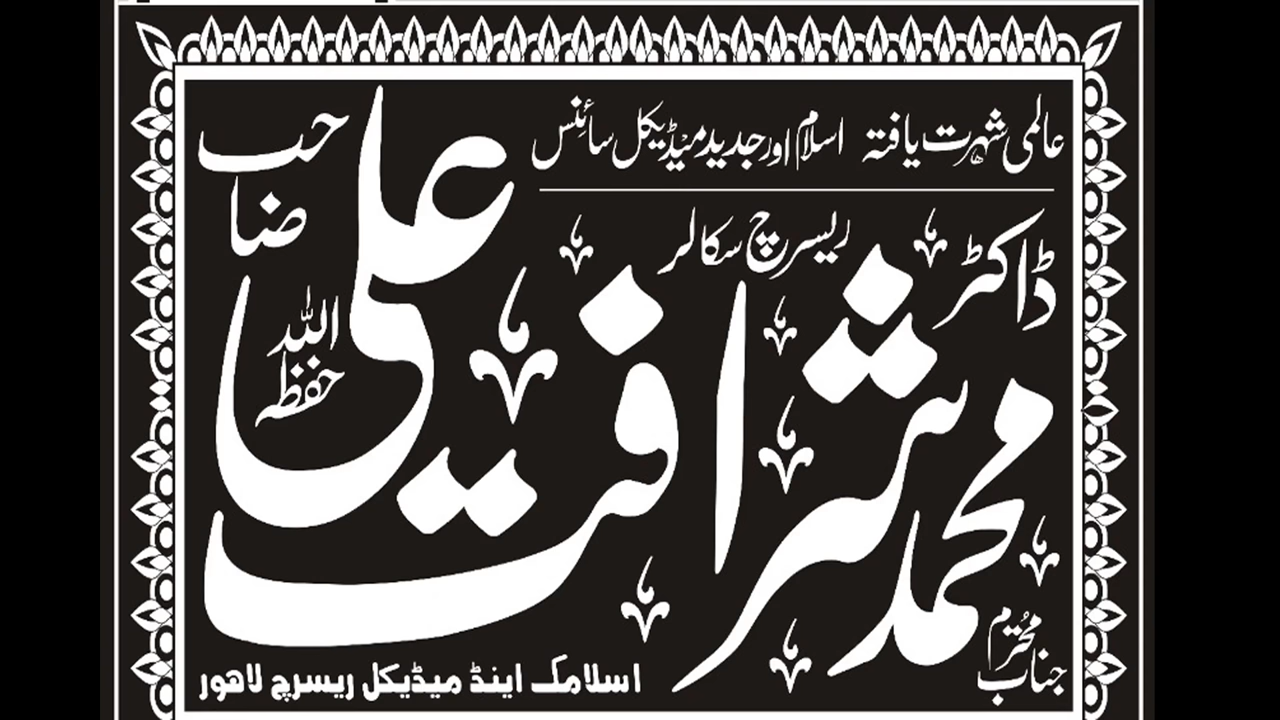 عالمی شہرت یافتہ اسلام اور جدید میڈیکل سائنس
ریسرچ سکالر
ڈاکٹر
جناب محترم
محمد شرافت علی
صاحب
حفظہ اللہ
اسلامک اینڈ میڈیکل ریسرچ لاھور